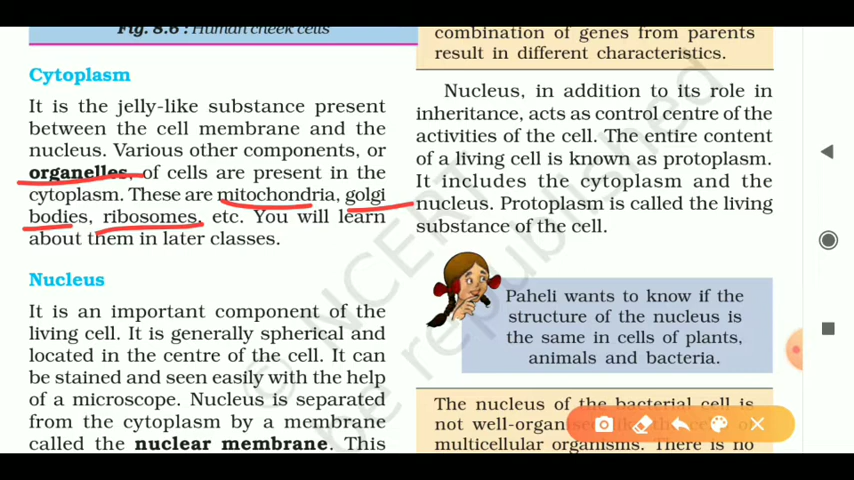 Fig. 8.6 : Human cheek cells
Cytoplasm
It is the jelly-like substance present
between the cell membrane and the
nucleus. Various other components, or
organelles, of cells are present in the
cytoplasm. These are mitochondria, golgi
bodies, ribosomes, etc. You will learn
about them in later classes.
Nucleus
It is an important component of the
living cell. It is generally spherical and
located in the centre of the cell. It can
be stained and seen easily with the help
of a microscope. Nucleus is separated
from the cytoplasm by a membrane
called the nuclear membrane. This
combination of genes from parents
result in different characteristics.
Nucleus, in addition to its role in
inheritance, acts as control centre of the
activities of the cell. The entire content
of a living cell is known as protoplasm.
It includes the cytoplasm and the
nucleus. Protoplasm is called the living
substance of the cell.
Paheli wants to know if the
structure of the nucleus is
the same in cells of plants,
animals and bacteria.
The nucleus of the bacterial cell is
not well-organised like the cell of
multicellular organisms. There is no
© NCERT
be republished